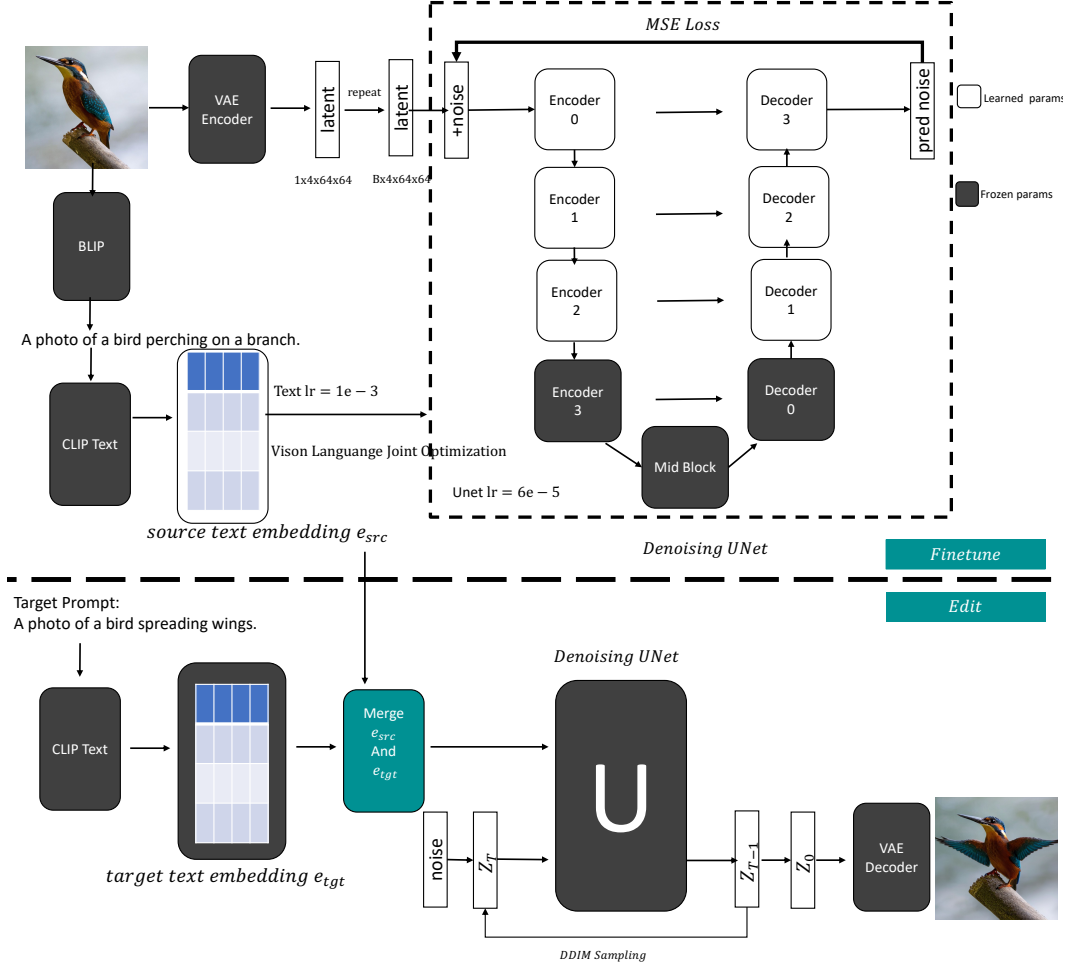 MSE Loss
VAE
Encoder
latent
repeat
latent
+noise
Encoder
0
Decoder
3
pred noise
Learned params
1x4x64x64
Bx4x64x64
Encoder
1
Decoder
2
Frozen params
BLIP
Encoder
2
Decoder
1
A photo of a bird perching on a branch.
CLIP Text
Text lr = 1e − 3
Encoder
3
Decoder
0
Vison Languange Joint Optimization
Mid Block
Unet lr = 6e − 5
source text embedding e_src
Denoising UNet
Finetune
Edit
Target Prompt:
A photo of a bird spreading wings.
Denoising UNet
CLIP Text
Merge
e_src
And
e_tgt
U
noise
Z_T
Z_T−1
Z_0
VAE
Decoder
target text embedding e_tgt
DDIM Sampling